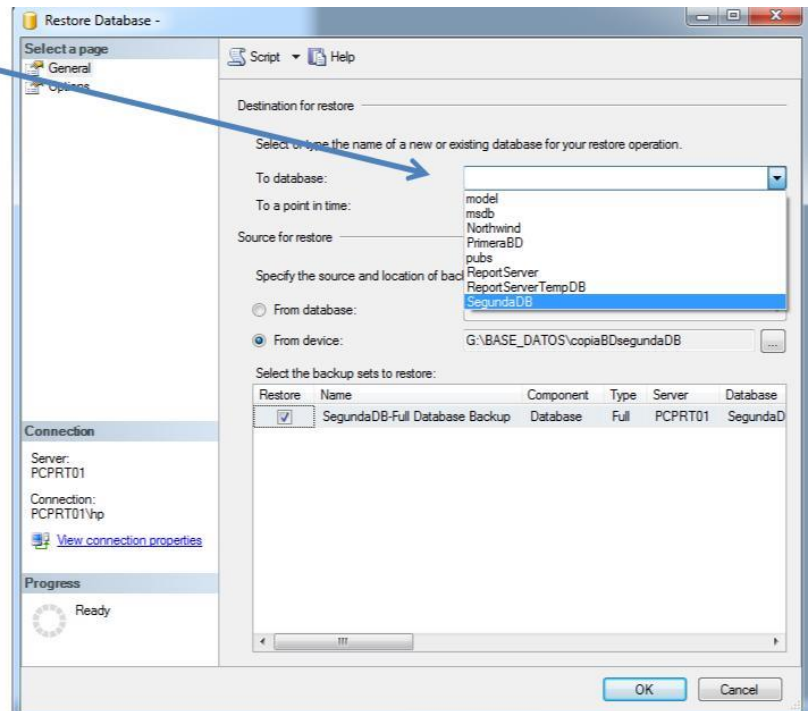 Restore Database -
Select a page
General
Options
Script Help
Destination for restore
Select or type the name of a new or existing database for your restore operation.
To database:
To a point in time:
model
msdb
Northwind
PrimeraBD
pubs
ReportServer
ReportServerTempDB
SegundaDB
Source for restore
Specify the source and location of
From database:
From device: G:\BASE_DATOS\copiaBDsegundaDB ...
Select the backup sets to restore:
Restore Name Component Type Server Database
SegundaDB-Full Database Backup Database Full PCPRT01 SegundaD
Connection
Server:
PCPRT01
Connection:
PCPRT01\hp
View connection properties
Progress
Ready
OK Cancel